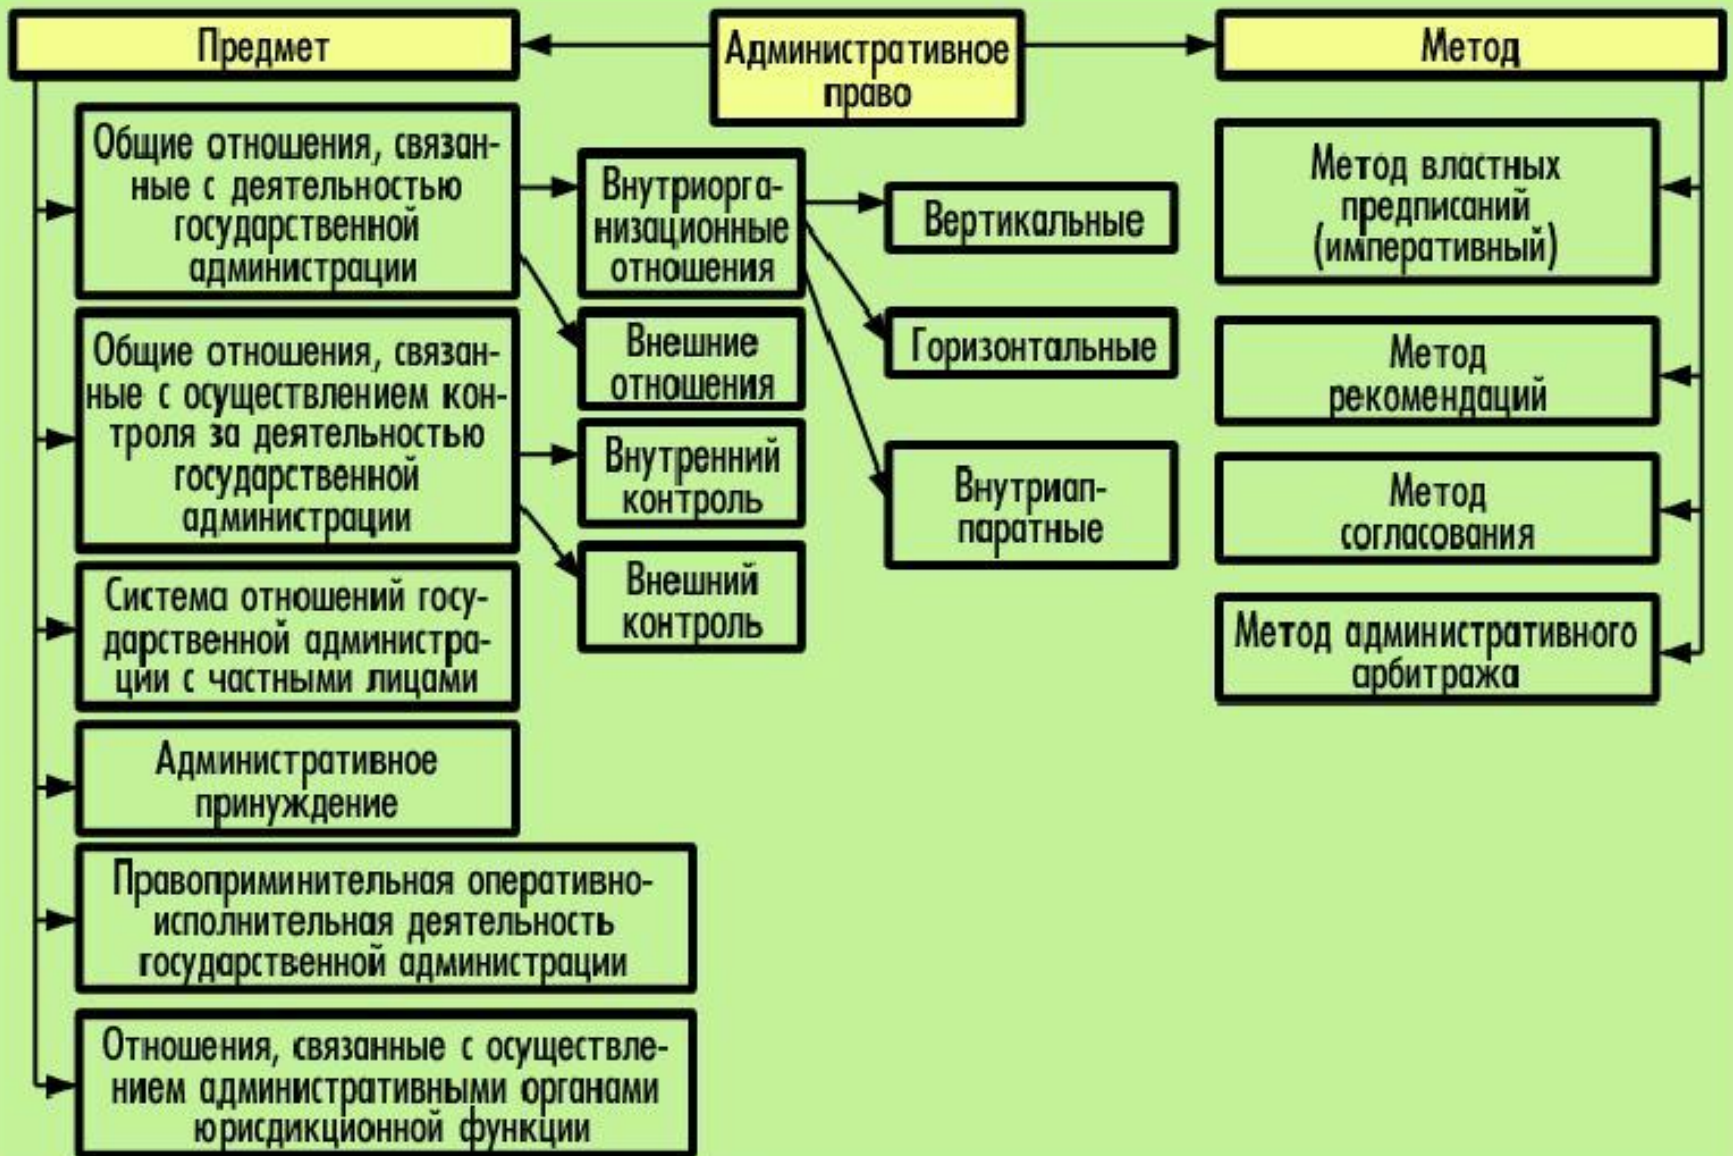 Предмет
Административное
право
Метод
Общие отношения, связан-
ные с деятельностью
государственной
администрации
Внутриорга-
низационные
отношения
Вертикальные
Горизонтальные
Внутриап-
паратные
Внешние
отношения
Общие отношения, связан-
ные с осуществлением кон-
троля за деятельностью
государственной
администрации
Внутренний
контроль
Внешний
контроль
Система отношений госу-
дарственной администра-
ции с частными лицами
Административное
принуждение
Правоприминительная оперативно-
исполнительная деятельность
государственной администрации
Отношения, связанные с осуществле-
нием административными органами
юрисдикционной функции
Метод властных
предписаний
(императивный)
Метод
рекомендаций
Метод
согласования
Метод административного
арбитража